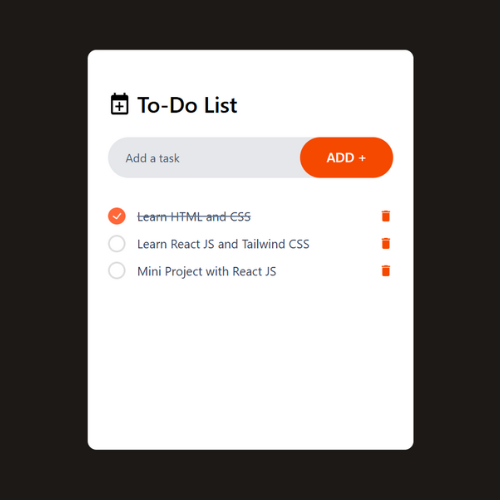 To-Do List
Add a task
ADD +
Learn HTML and CSS
Learn React JS and Tailwind CSS
Mini Project with React JS